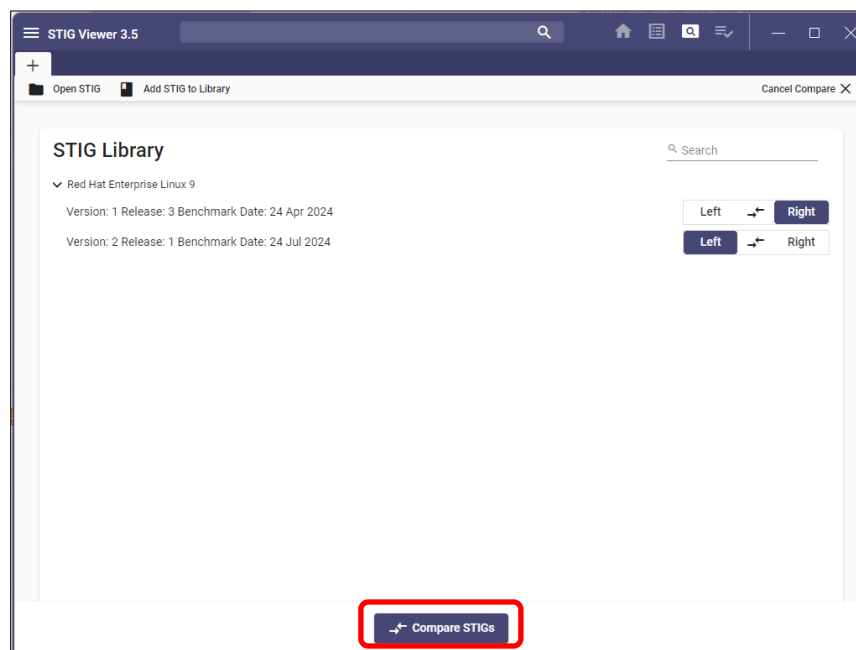 STIG Viewer 3.5
Open STIG Add STIG to Library Cancel Compare
STIG Library Search
Red Hat Enterprise Linux 9
Version: 1 Release: 3 Benchmark Date: 24 Apr 2024 Left Right
Version: 2 Release: 1 Benchmark Date: 24 Jul 2024 Left Right
Compare STIGs